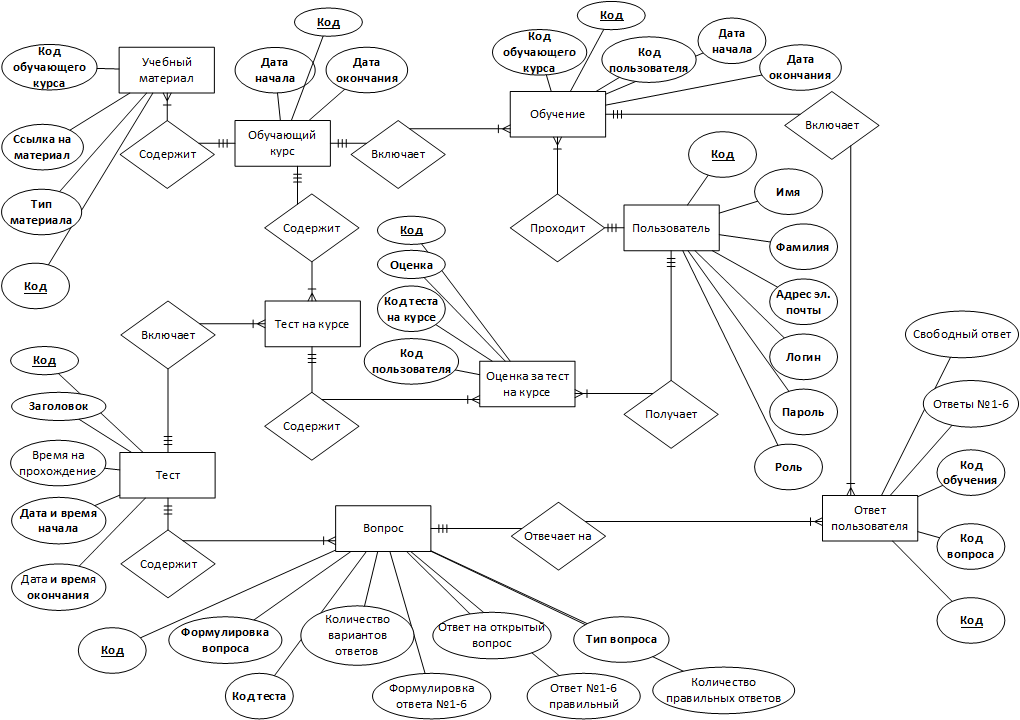 Код
Код
обучающего
курса
Учебный
материал
Дата
начала
Дата
окончания
Ссылка на
материал
Содержит
Обучающий
курс
Включает
Тип
материала
Код
Код
Код
обучающего
курса
Код
пользователя
Дата
начала
Дата
окончания
Обучение
Включает
Код
Имя
Проходит
Пользователь
Фамилия
Адрес эл.
почты
Логин
Пароль
Роль
Содержит
Код
Оценка
Код теста
на курсе
Код
пользователя
Включает
Тест на курсе
Оценка за тест
на курсе
Содержит
Получает
Свободный ответ
Ответы №1-6
Код
обучения
Код
вопроса
Код
Ответ
пользователя
Код
Заголовок
Время на
прохождение
Тест
Дата и время
начала
Дата и время
окончания
Содержит
Вопрос
Отвечает на
Код
Формулировка
вопроса
Количество
вариантов
ответов
Ответ на открытый
вопрос
Тип вопроса
Код теста
Формулировка
ответа №1-6
Ответ №1-6
правильный
Количество
правильных ответов